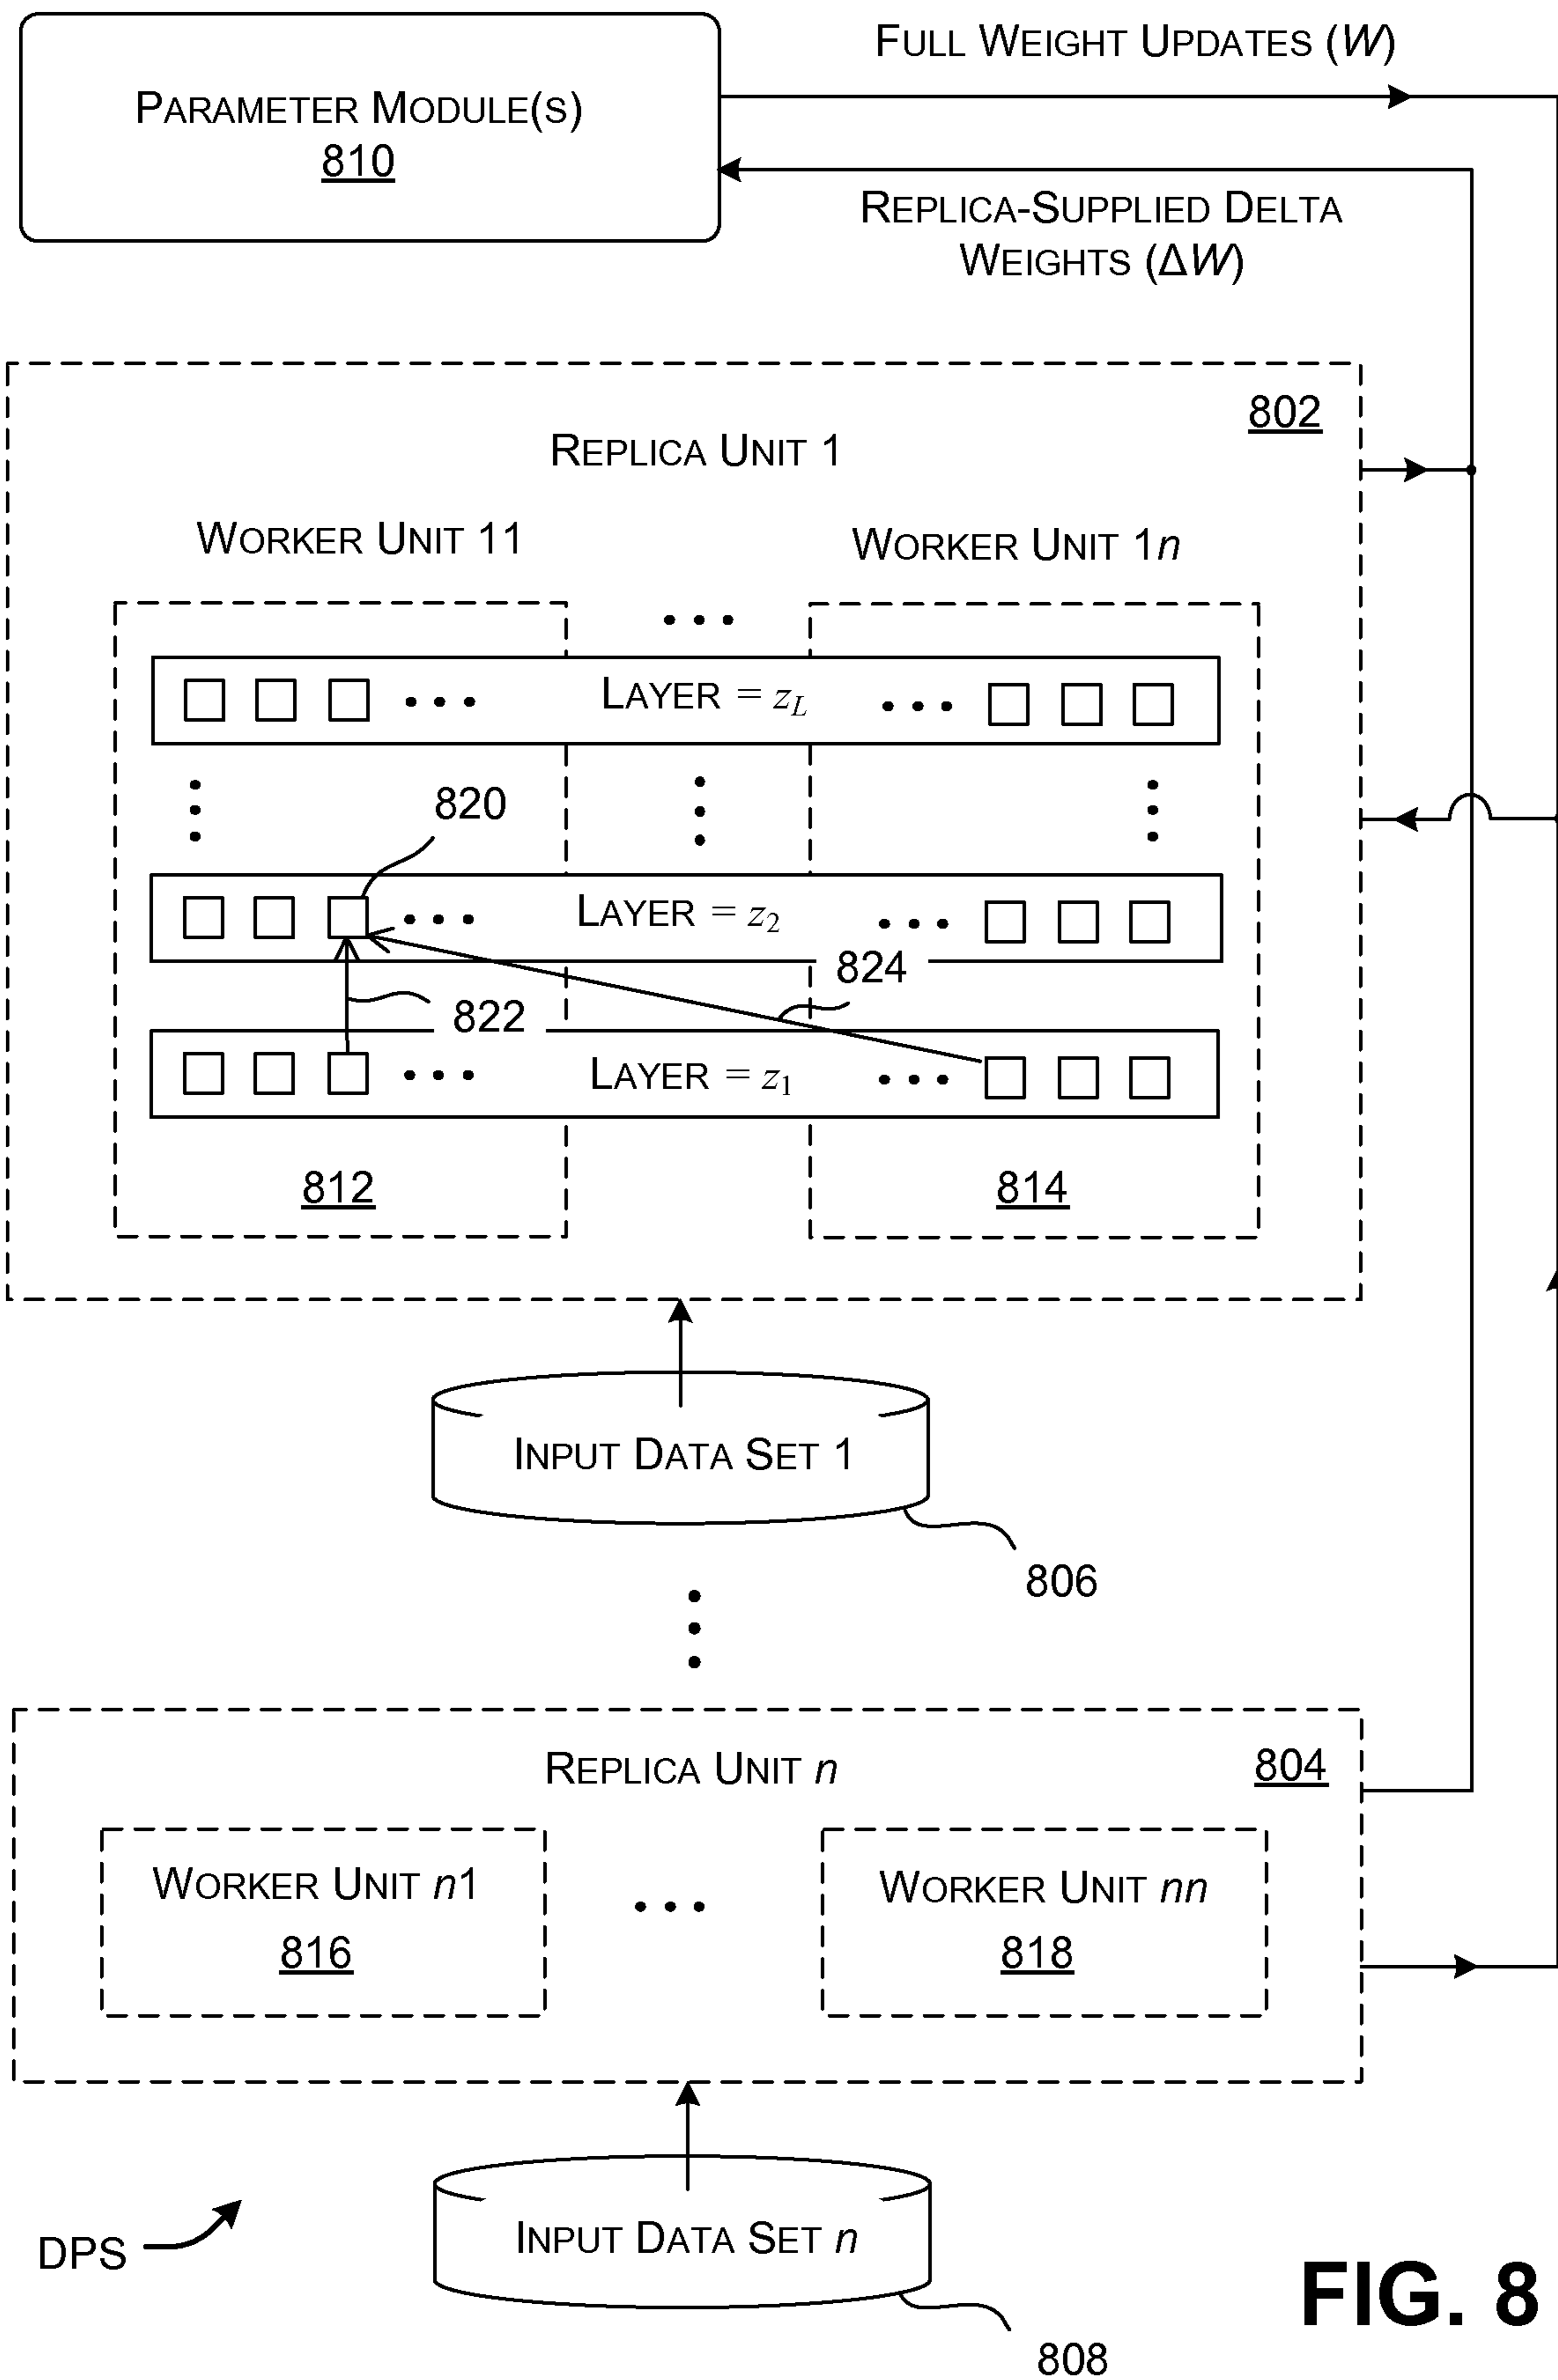 FULL WEIGHT UPDATES (W)
PARAMETER MODULE(S)
810
REPLICA-SUPPLIED DELTA
WEIGHTS (ΔW)
802
REPLICA UNIT 1
WORKER UNIT 11
WORKER UNIT 1n
LAYER = zL
820
LAYER = z2
824
822
LAYER = z1
812
814
INPUT DATA SET 1
806
REPLICA UNIT n
804
WORKER UNIT n1
WORKER UNIT nn
816
818
DPS
INPUT DATA SET n
FIG. 8
808